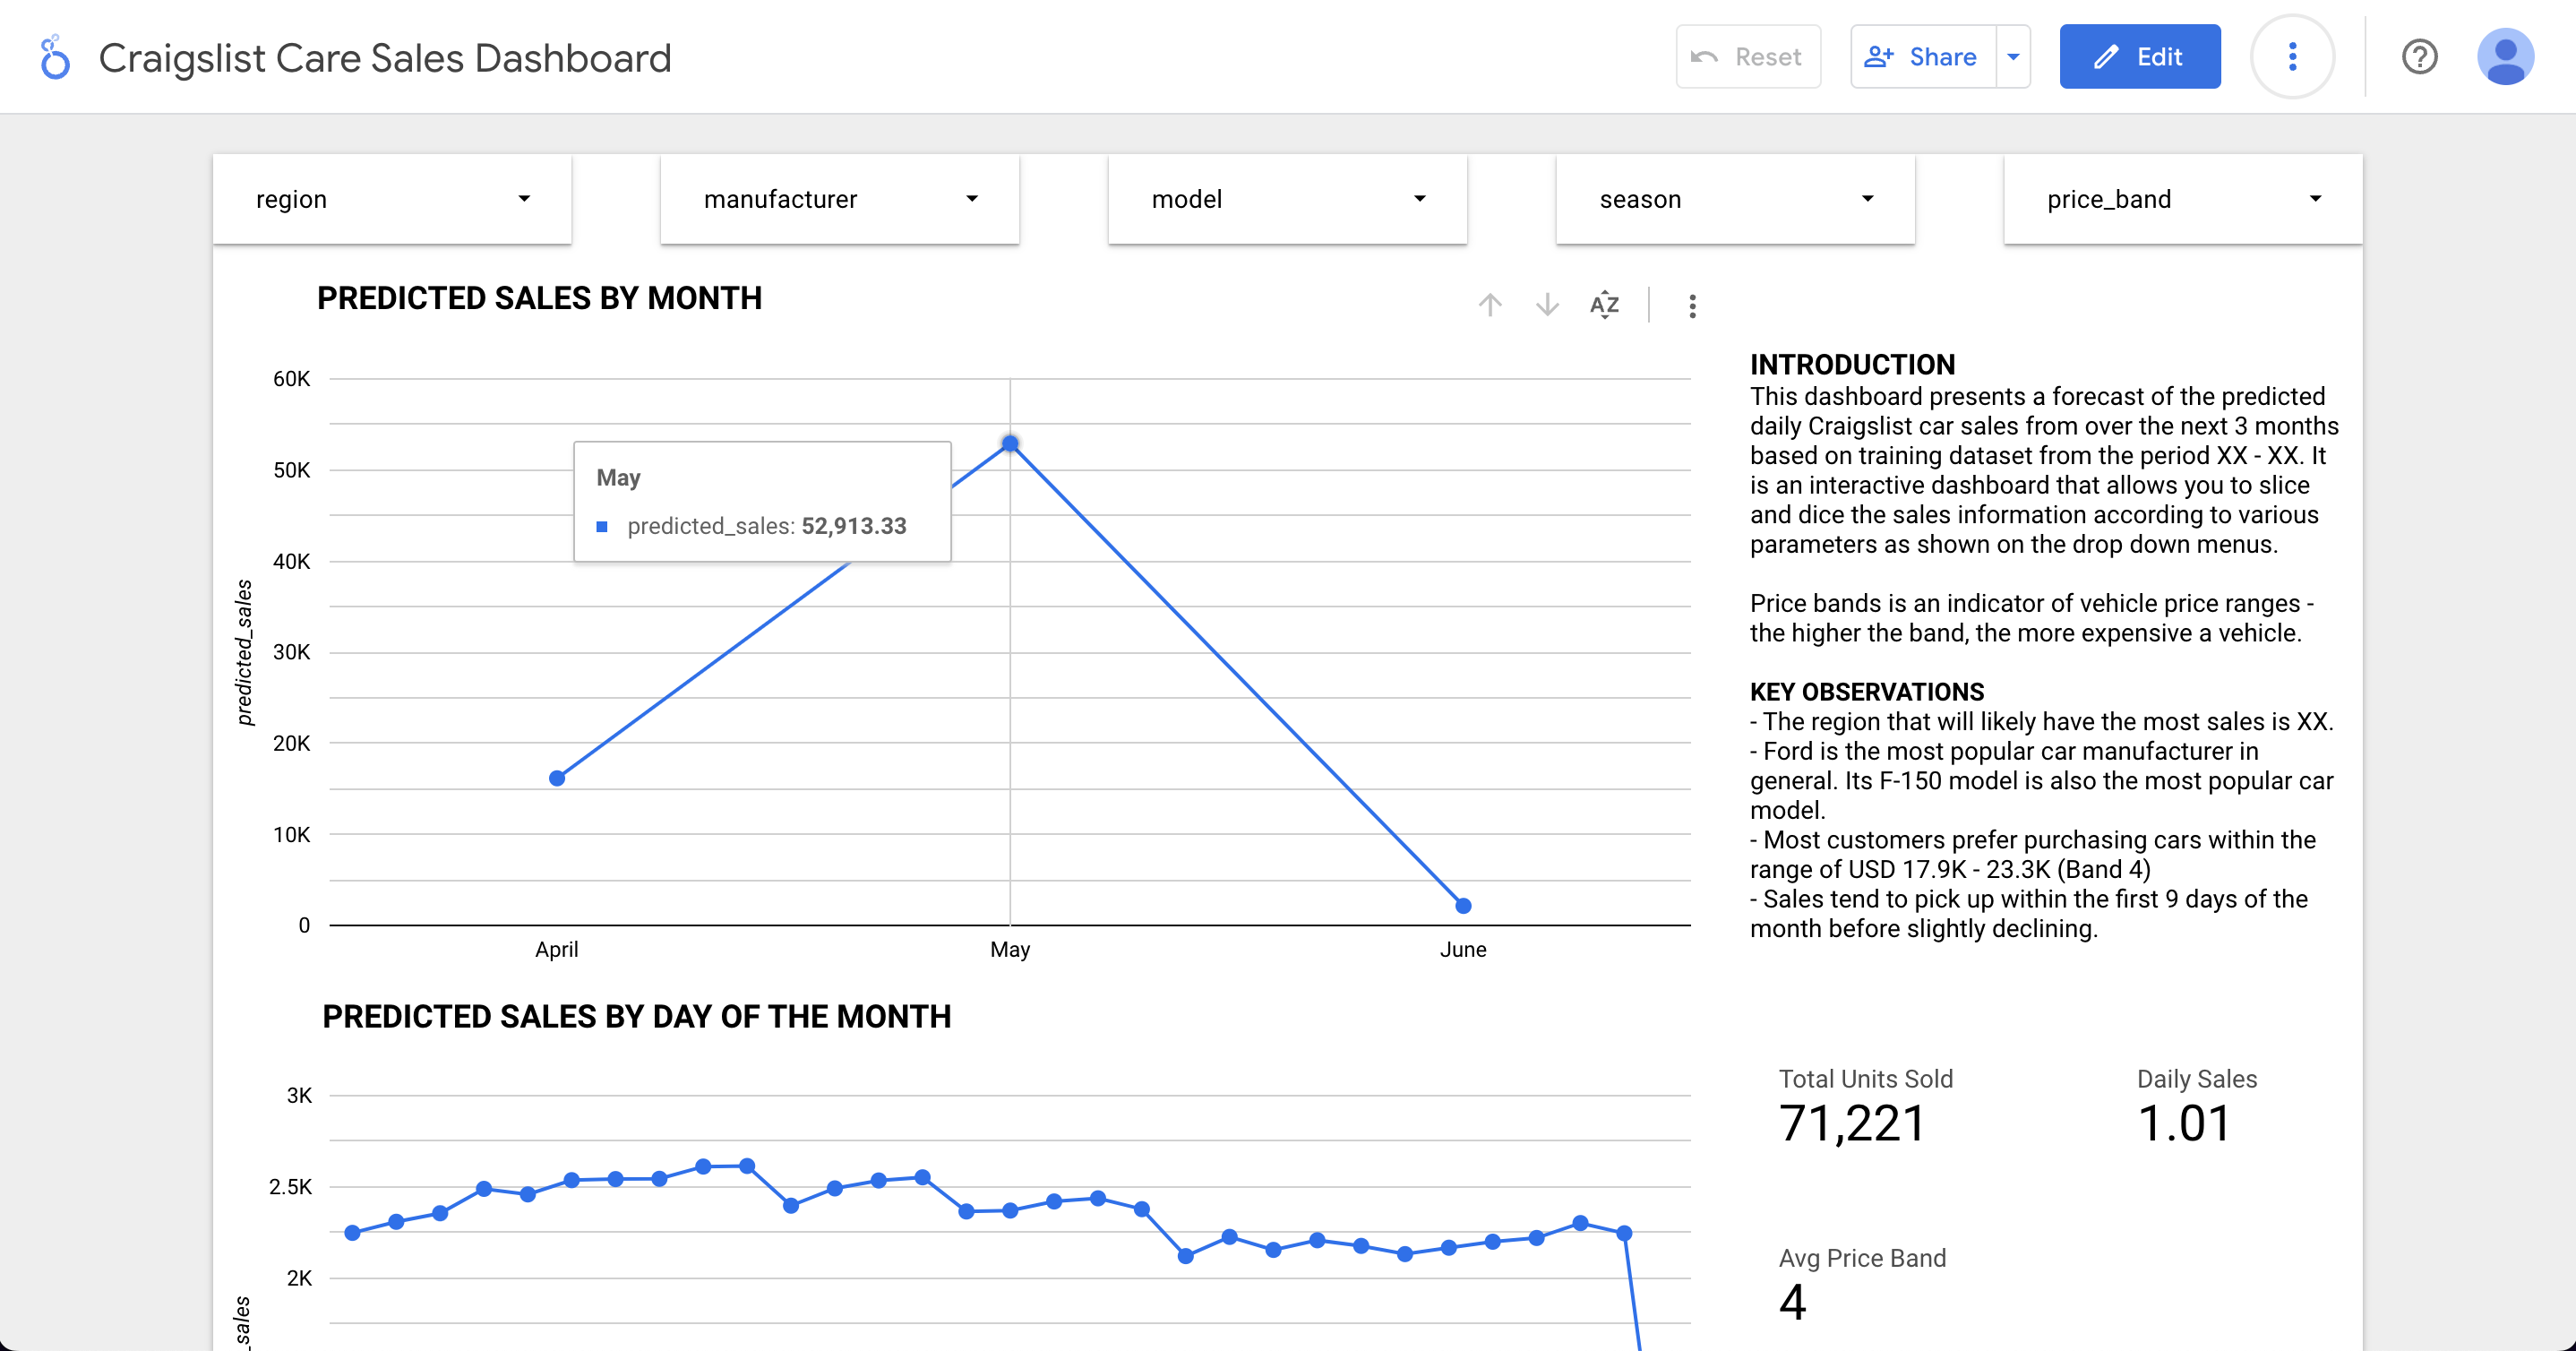 Craigslist Care Sales Dashboard
Reset
Share
Edit
region
manufacturer
model
season
price_band
PREDICTED SALES BY MONTH
AZ
60K
50K
40K
30K
20K
10K
0
predicted_sales
May
predicted_sales: 52,913.33
April
May
June
INTRODUCTION
This dashboard presents a forecast of the predicted
daily Craigslist car sales from over the next 3 months
based on training dataset from the period XX - XX. It
is an interactive dashboard that allows you to slice
and dice the sales information according to various
parameters as shown on the drop down menus.
Price bands is an indicator of vehicle price ranges -
the higher the band, the more expensive a vehicle.
KEY OBSERVATIONS
- The region that will likely have the most sales is XX.
- Ford is the most popular car manufacturer in
general. Its F-150 model is also the most popular car
model.
- Most customers prefer purchasing cars within the
range of USD 17.9K - 23.3K (Band 4)
- Sales tend to pick up within the first 9 days of the
month before slightly declining.
PREDICTED SALES BY DAY OF THE MONTH
3K
2.5K
2K
_sales
Total Units Sold
71,221
Daily Sales
1.01
Avg Price Band
4